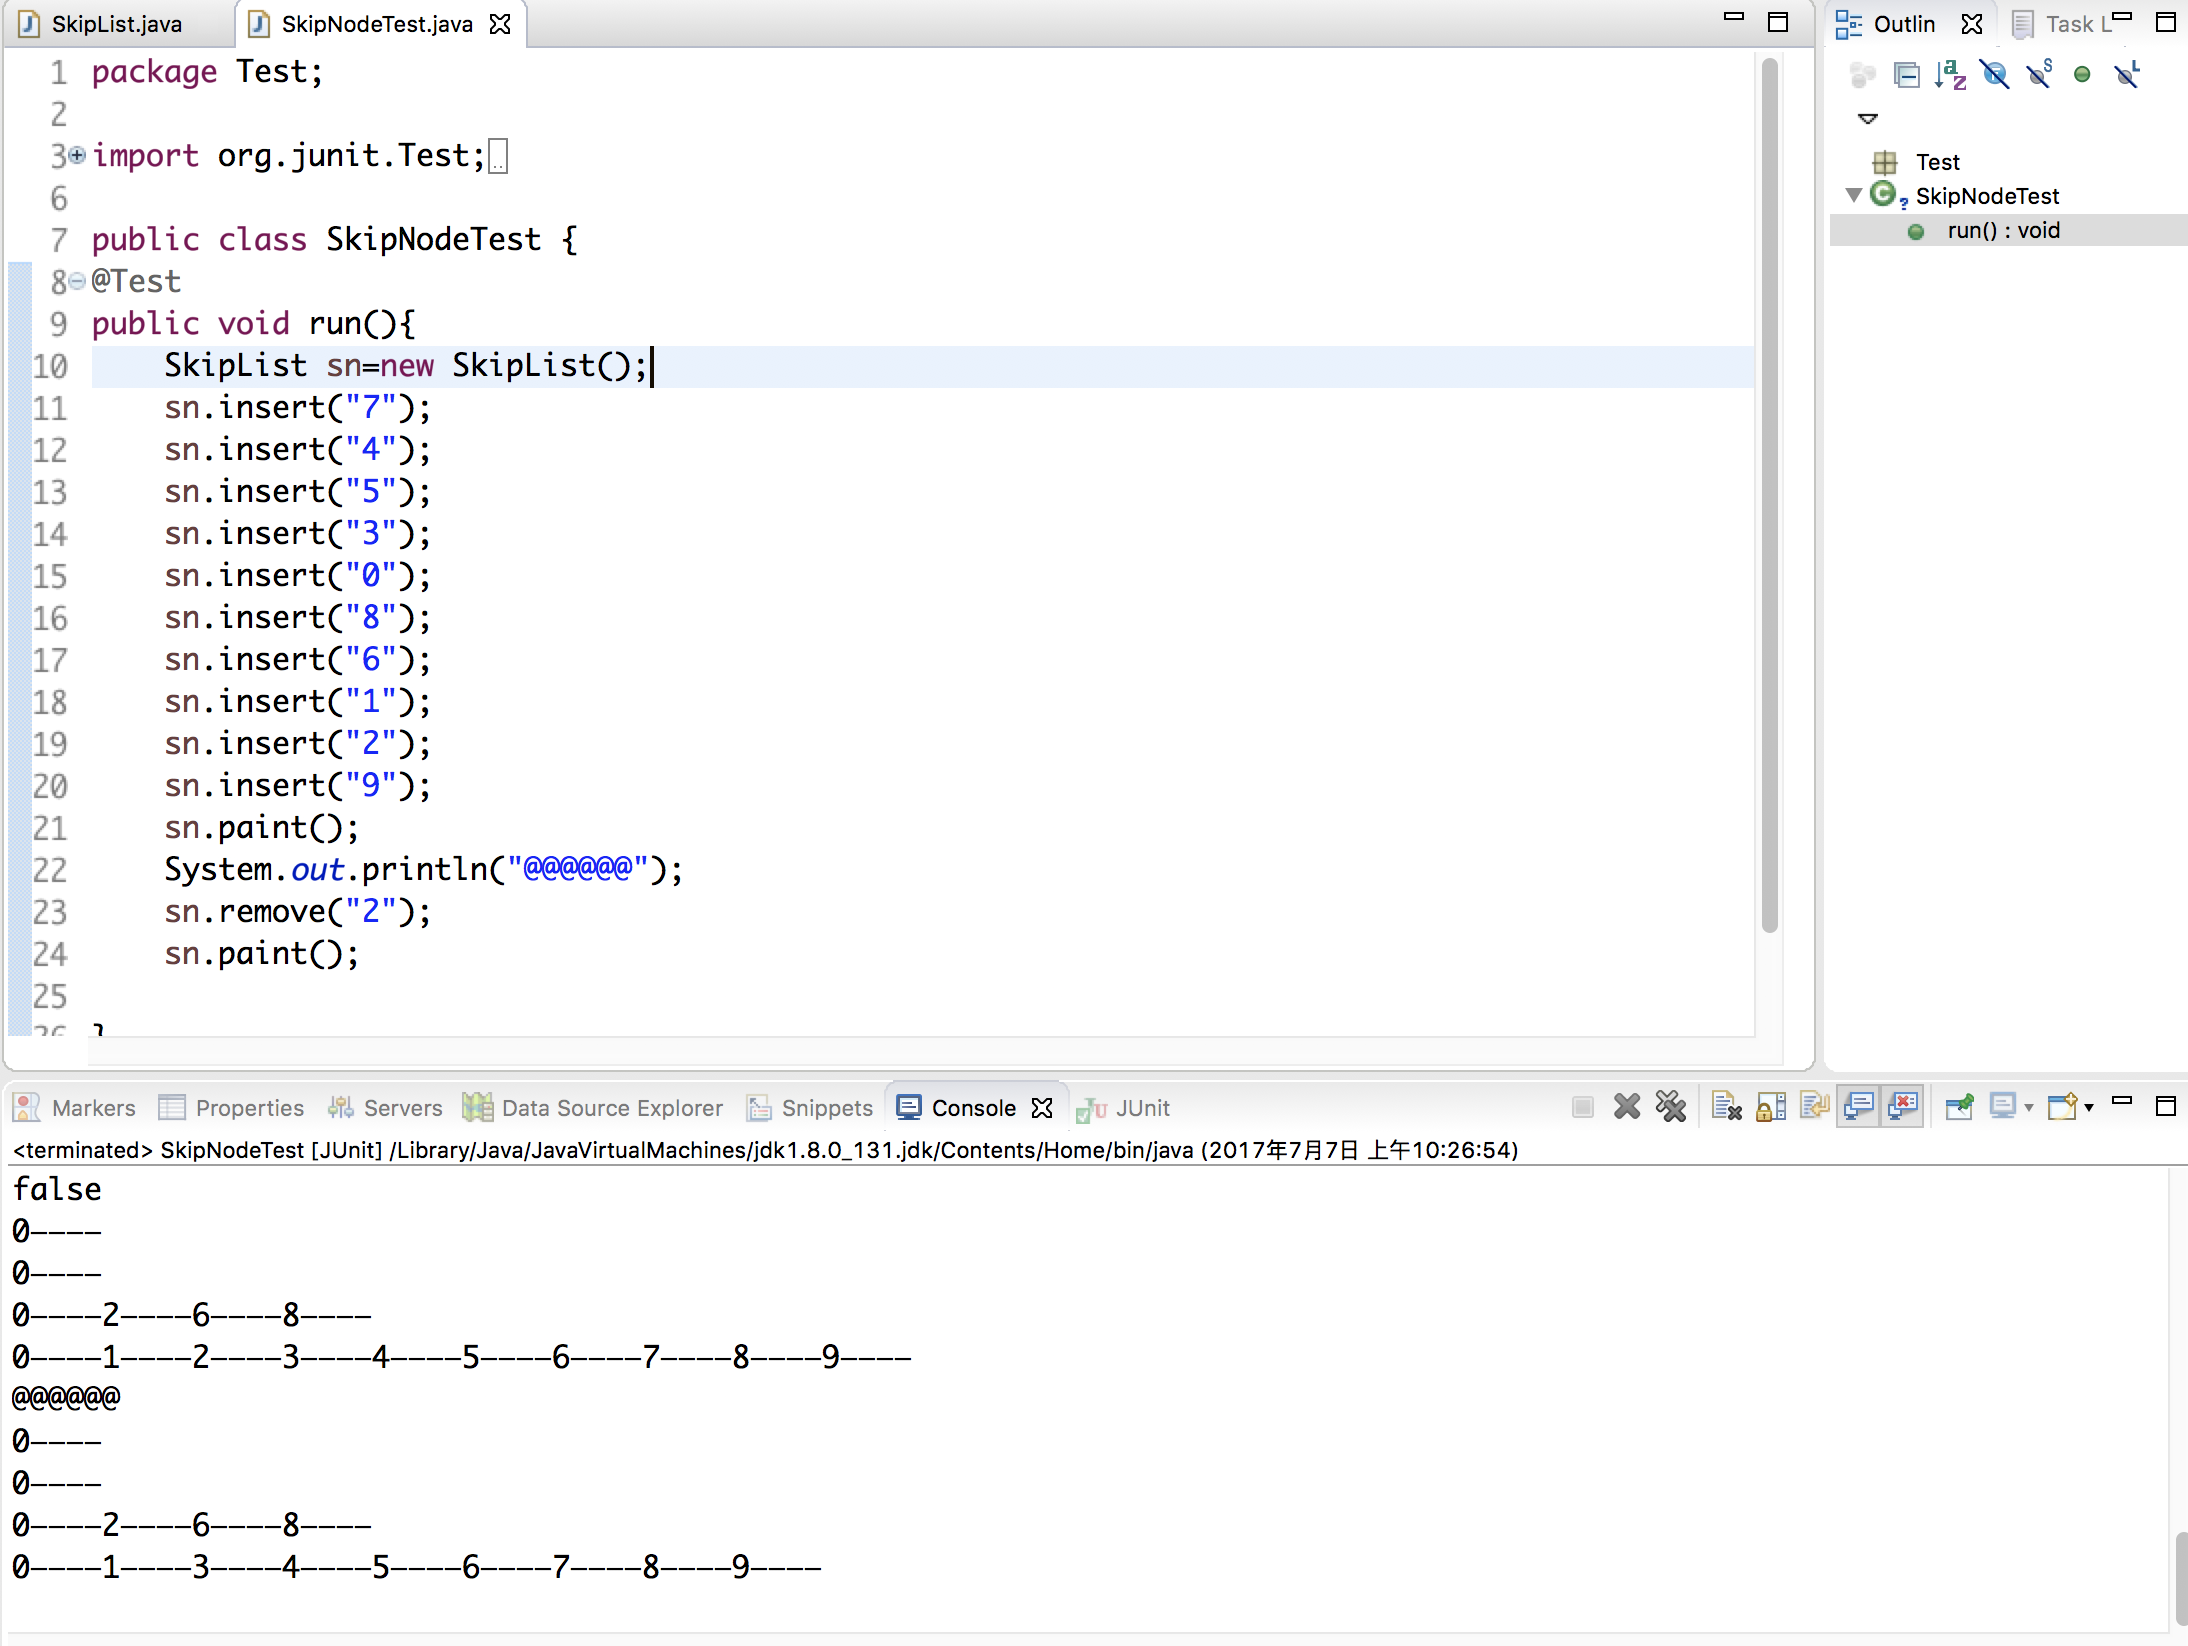 SkipList.java
SkipNodeTest.java
1 package Test;
2
3 import org.junit.Test;
6
7 public class SkipNodeTest {
8 @Test
9 public void run(){
10 SkipList sn=new SkipList();
11 sn.insert("7");
12 sn.insert("4");
13 sn.insert("5");
14 sn.insert("3");
15 sn.insert("0");
16 sn.insert("8");
17 sn.insert("6");
18 sn.insert("1");
19 sn.insert("2");
20 sn.insert("9");
21 sn.paint();
22 System.out.println("@@@@@@");
23 sn.remove("2");
24 sn.paint();
25
26 }
Outlin
Task L
Test
SkipNodeTest
run() : void
Markers Properties Servers Data Source Explorer Snippets Console JUnit
<terminated> SkipNodeTest [JUnit] /Library/Java/JavaVirtualMachines/jdk1.8.0_131.jdk/Contents/Home/bin/java (2017年7月7日 上午10:26:54)
false
0----
0----
0----2----6----8----
0----1----2----3----4----5----6----7----8----9----
@@@@@@
0----
0----
0----2----6----8----
0----1----3----4----5----6----7----8----9----